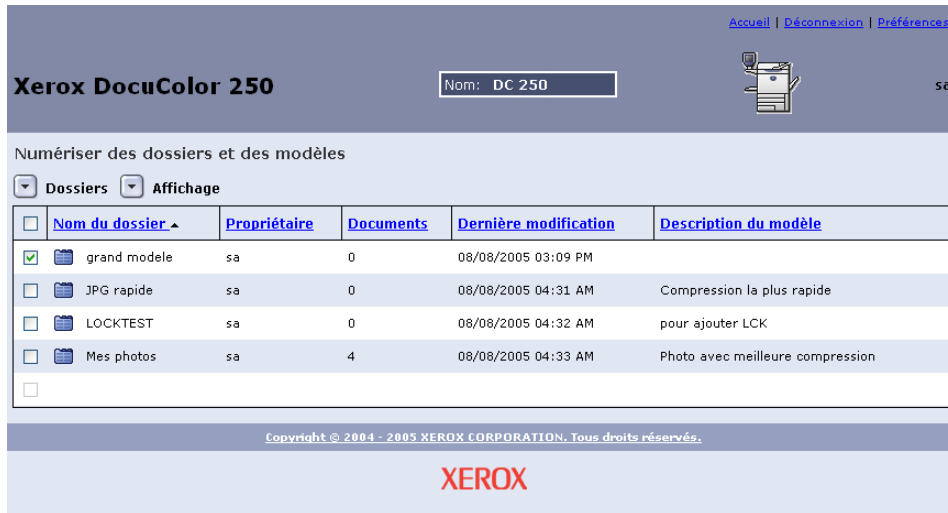 Accueil | Déconnexion | Préférences
Xerox DocuColor 250
Nom: DC 250
sa
Numériser des dossiers et des modèles
Dossiers Affichage
Nom du dossier Propriétaire Documents Dernière modification Description du modèle
grand modele sa 0 08/08/2005 03:09 PM
JPG rapide sa 0 08/08/2005 04:31 AM Compression la plus rapide
LOCKTEST sa 0 08/08/2005 04:32 AM pour ajouter LCK
Mes photos sa 4 08/08/2005 04:33 AM Photo avec meilleure compression
Copyright © 2004 - 2005 XEROX CORPORATION. Tous droits réservés.
XEROX